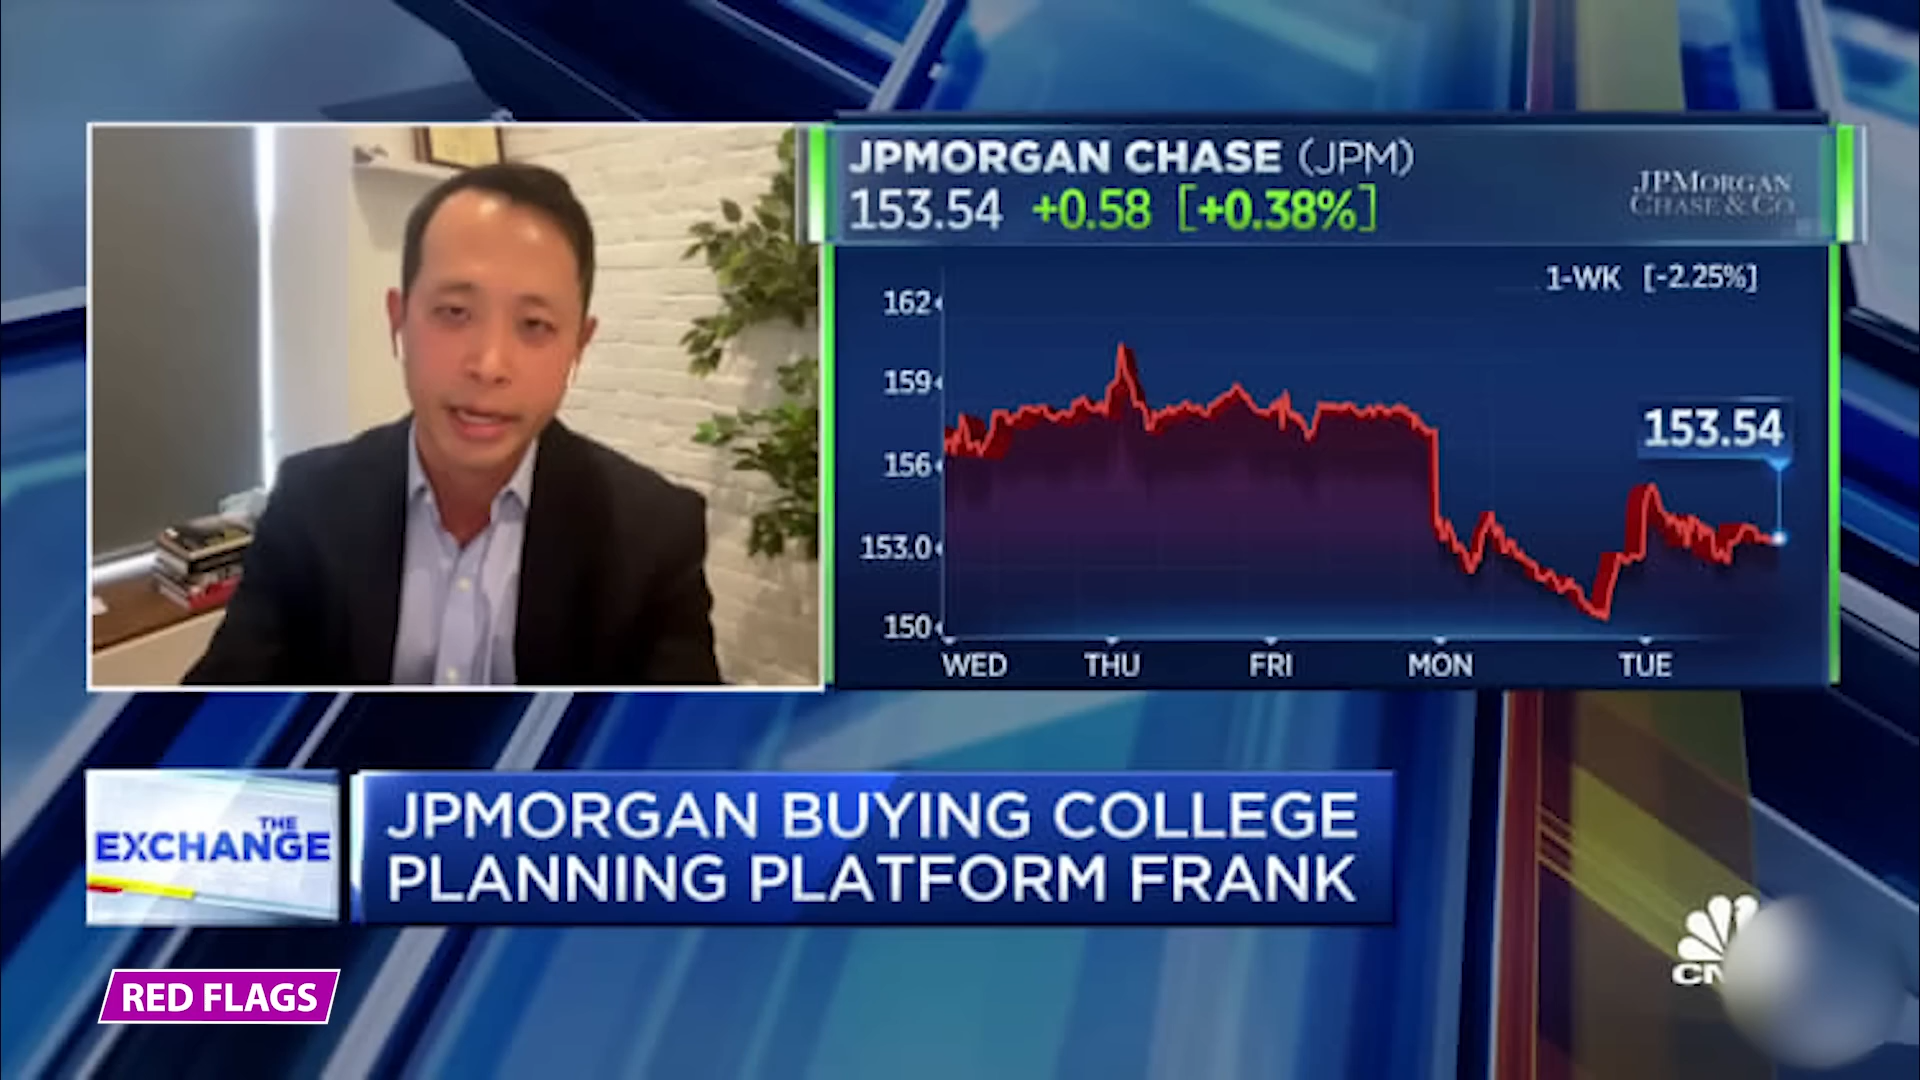 JPMORGAN CHASE (JPM)
153.54 +0.58 [+0.38%]
JPMORGAN
CHASE & CO.
1-WK [-2.25%]
162
159
156
153.0
150
153.54
WED THU FRI MON TUE
THE
EXCHANGE
JPMORGAN BUYING COLLEGE
PLANNING PLATFORM FRANK
RED FLAGS